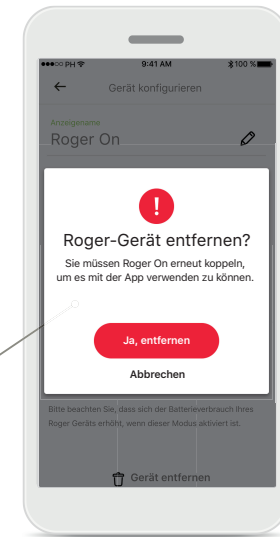 PH 9:41 AM 100 %
Gerät konfigurieren
Anzeigename
Roger On
!
Roger-Gerät entfernen?
Sie müssen Roger On erneut koppeln,
um es mit der App verwenden zu können.
Ja, entfernen
Abbrechen
Bitte beachten Sie, dass sich der Batterieverbrauch Ihres
Roger Geräts erhöht, wenn dieser Modus aktiviert ist.
Gerät entfernen